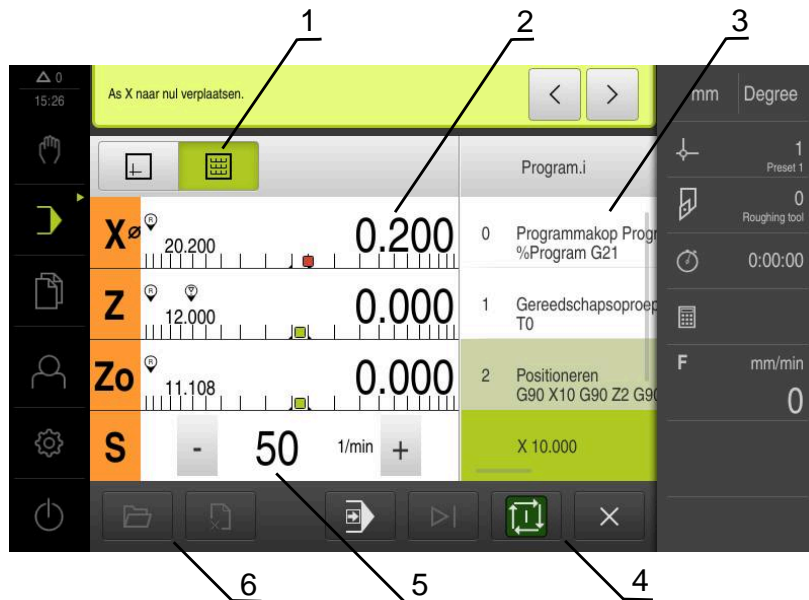 1 2 3
0
15:26
As X naar nul verplaatsen.
< >
mm Degree
Program.i
1
Preset 1
0
Roughing tool
0:00:00
F mm/min
0
X⌀ R 20.200 0.200
Z R 12.000 0.000
Zo R 11.108 0.000
S - 50 1/min +
0 Programmakop Progr
%Program G21
1 Gereedschapsoproep
T0
2 Positioneren
G90 X10 G90 Z2 G90
X 10.000
6 5 4